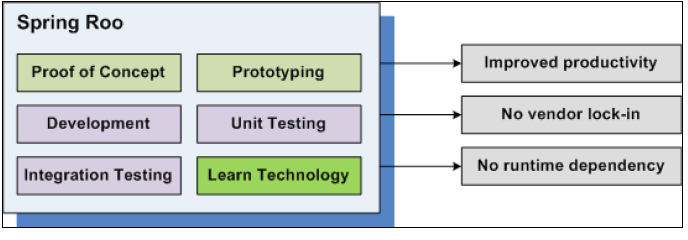 Spring Roo
Proof of Concept
Prototyping
Improved productivity
Development
Unit Testing
No vendor lock-in
Integration Testing
Learn Technology
No runtime dependency